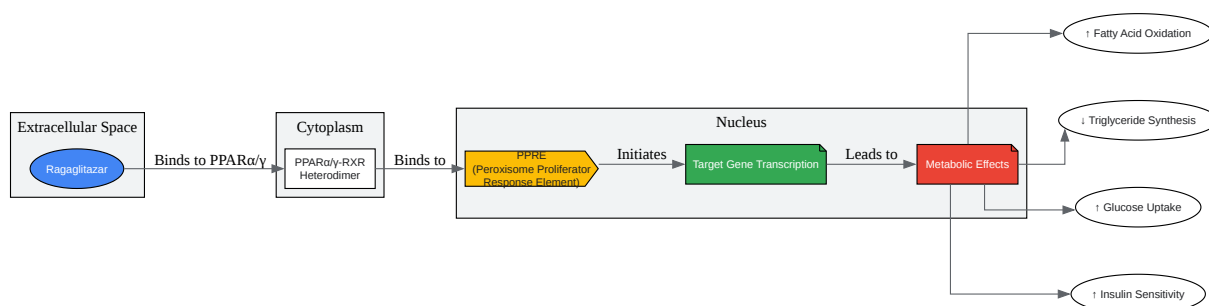 Extracellular Space
Ragaglitazar
Binds to PPARα/γ
Cytoplasm
PPARα/γ-RXR
Heterodimer
Binds to
Nucleus
PPRE
(Peroxisome Proliferator
Response Element)
Initiates
Target Gene Transcription
Leads to
Metabolic Effects
↑ Fatty Acid Oxidation
↓ Triglyceride Synthesis
↑ Glucose Uptake
↑ Insulin Sensitivity